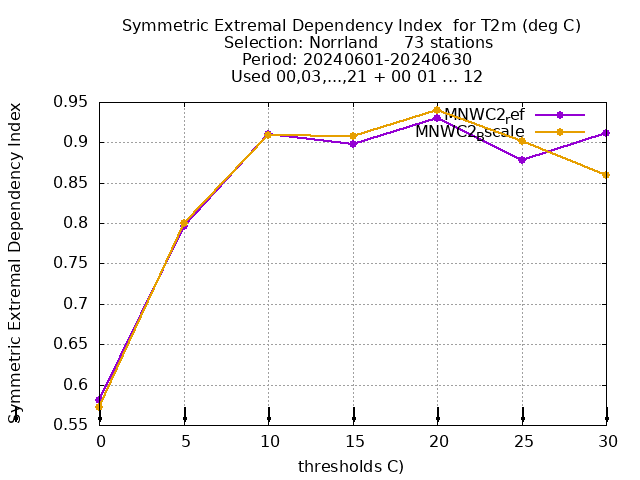 Symmetric Extremal Dependency Index  for T2m (deg C)
Selection: Norrland     73 stations
Period: 20240601-20240630
Used 00,03,...,21 + 00 01 ... 12
Symmetric Extremal Dependency Index
0.95
0.9
0.85
0.8
0.75
0.7
0.65
0.6
0.55
MNWC2_ref
MNWC2_Bscale
0 5 10 15 20 25 30
thresholds C)